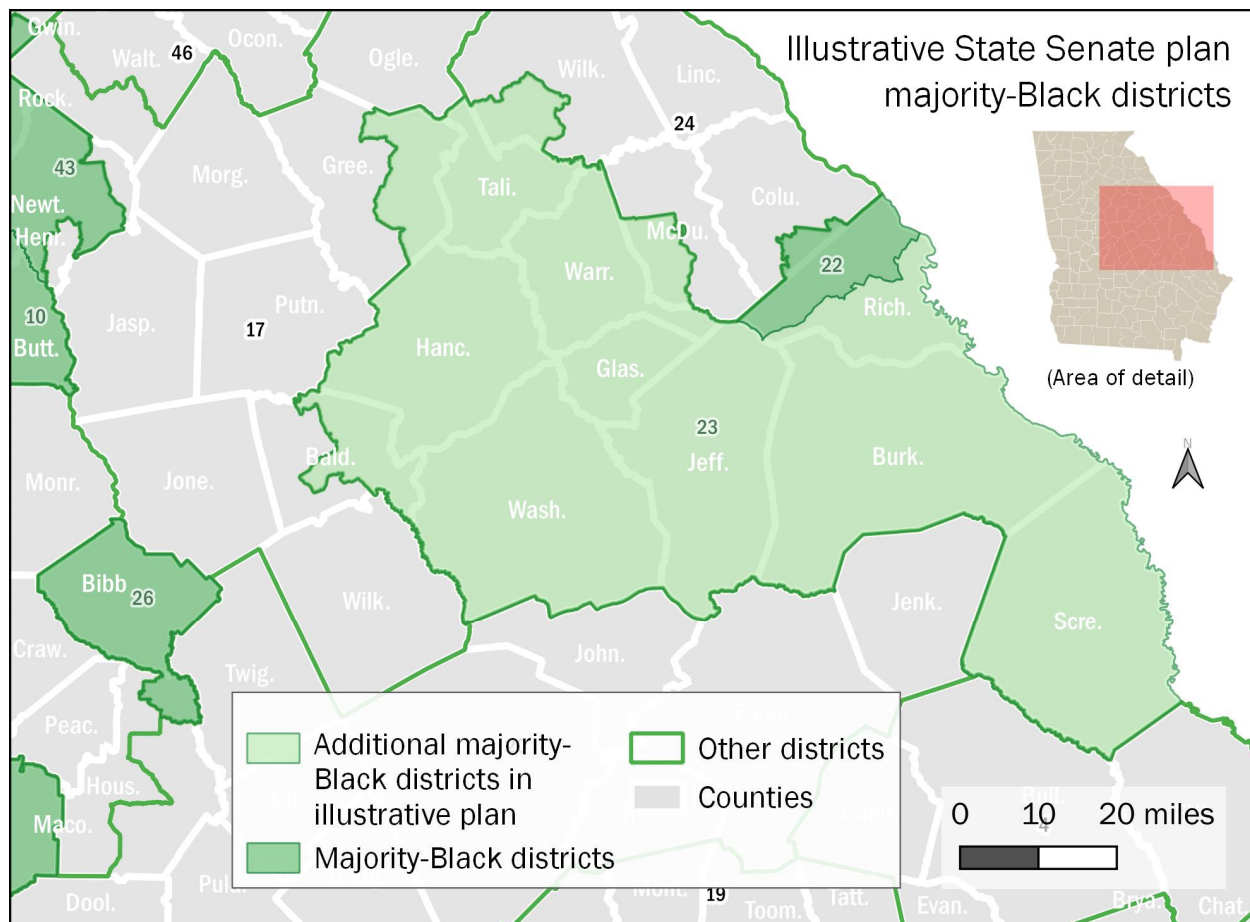 Illustrative State Senate plan
majority-Black districts
(Area of detail)
N
Gwin.
Walt.
46
Ocon.
Ogle.
Wilk.
Linc.
Rock.
24
43
Morg.
Gree.
Tali.
Colu.
Newt.
Henr.
McDu.
22
Warr.
Rich.
10
Butt.
Jasp.
17
Putn.
Hanc.
Glas.
23
Jeff.
Burk.
Monr.
Jone.
Bald.
Wash.
Bibb
26
Wilk.
Jenk.
Scre.
Craw.
Twig.
John.
Peac.
Hous.
Maco.
Dool.
Pula.
Mont.
19
Toom.
Tatt.
Evan.
Bull.
4
Brya.
Chat.
Cand.
Additional majority-
Black districts in
illustrative plan
Majority-Black districts
Other districts
Counties
0 10 20 miles